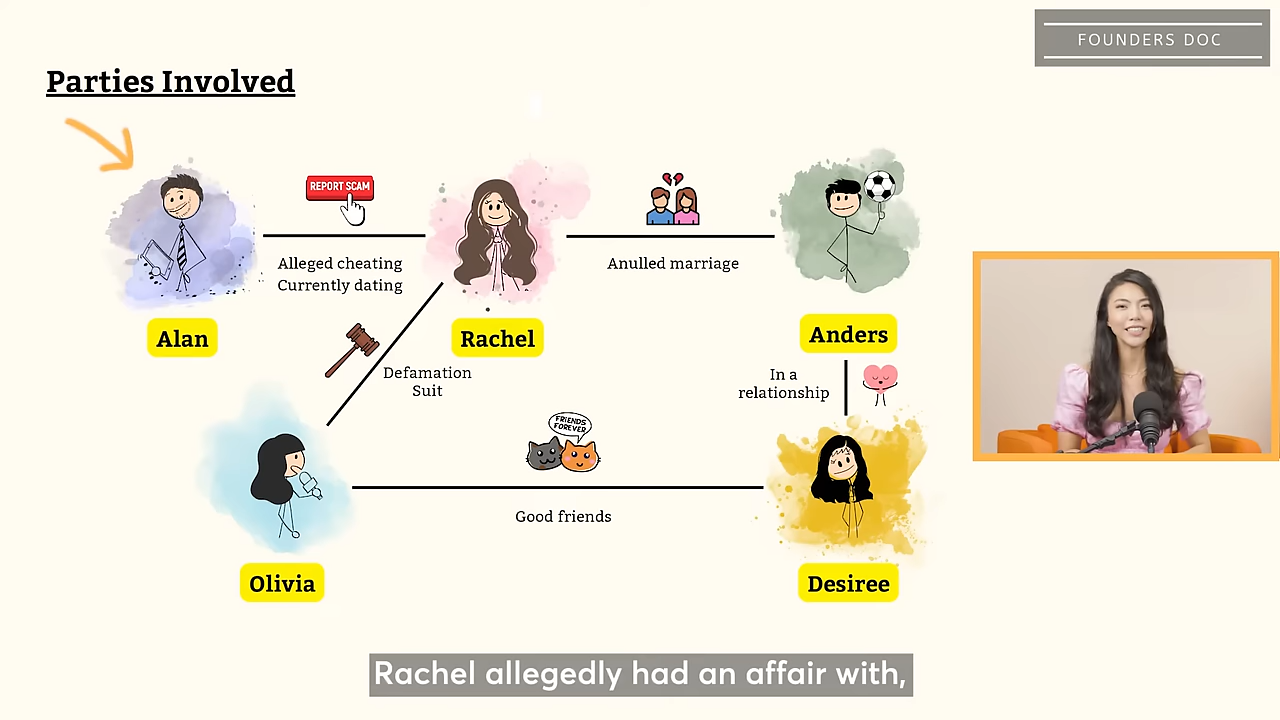 FOUNDERS DOC
Parties Involved
REPORT SCAM
Alleged cheating
Currently dating
Anulled marriage
Alan
Rachel
Anders
Defamation
Suit
In a
relationship
FRIENDS
FOREVER
Good friends
Olivia
Desiree
Rachel allegedly had an affair with,